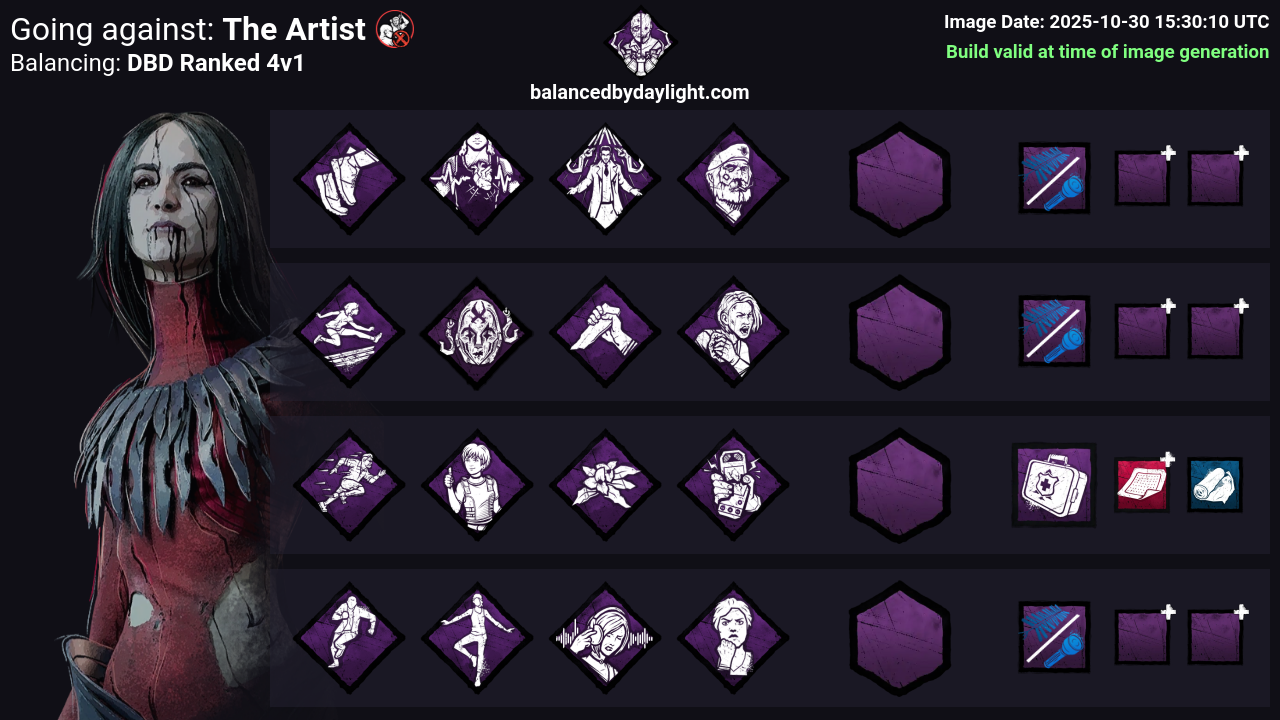 Going against: The Artist
Balancing: DBD Ranked 4v1
balancedbydaylight.com
Image Date: 2025-10-30 15:30:10 UTC
Build valid at time of image generation